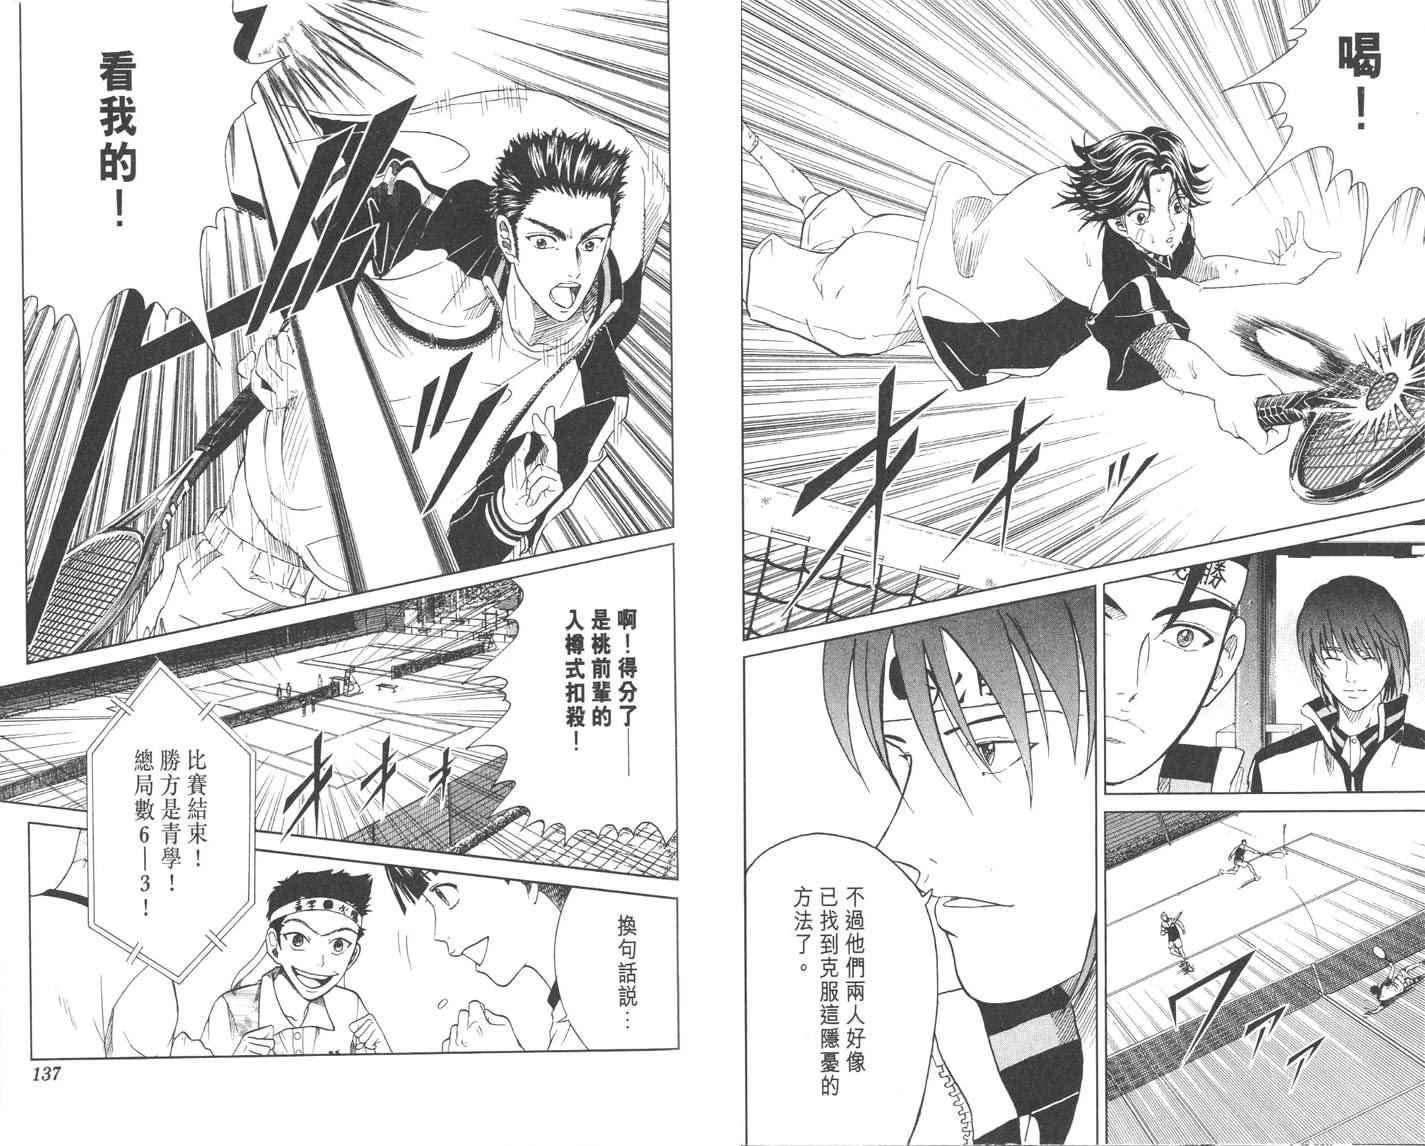 喝！
勝
不過他們兩人好像
已找到克服這隱憂的
方法了。
看我的！
啊！得分了——
是桃前輩的
入樽式扣殺！
比賽結束！
勝方是青學！
總局數6—3！
換句話説…
137